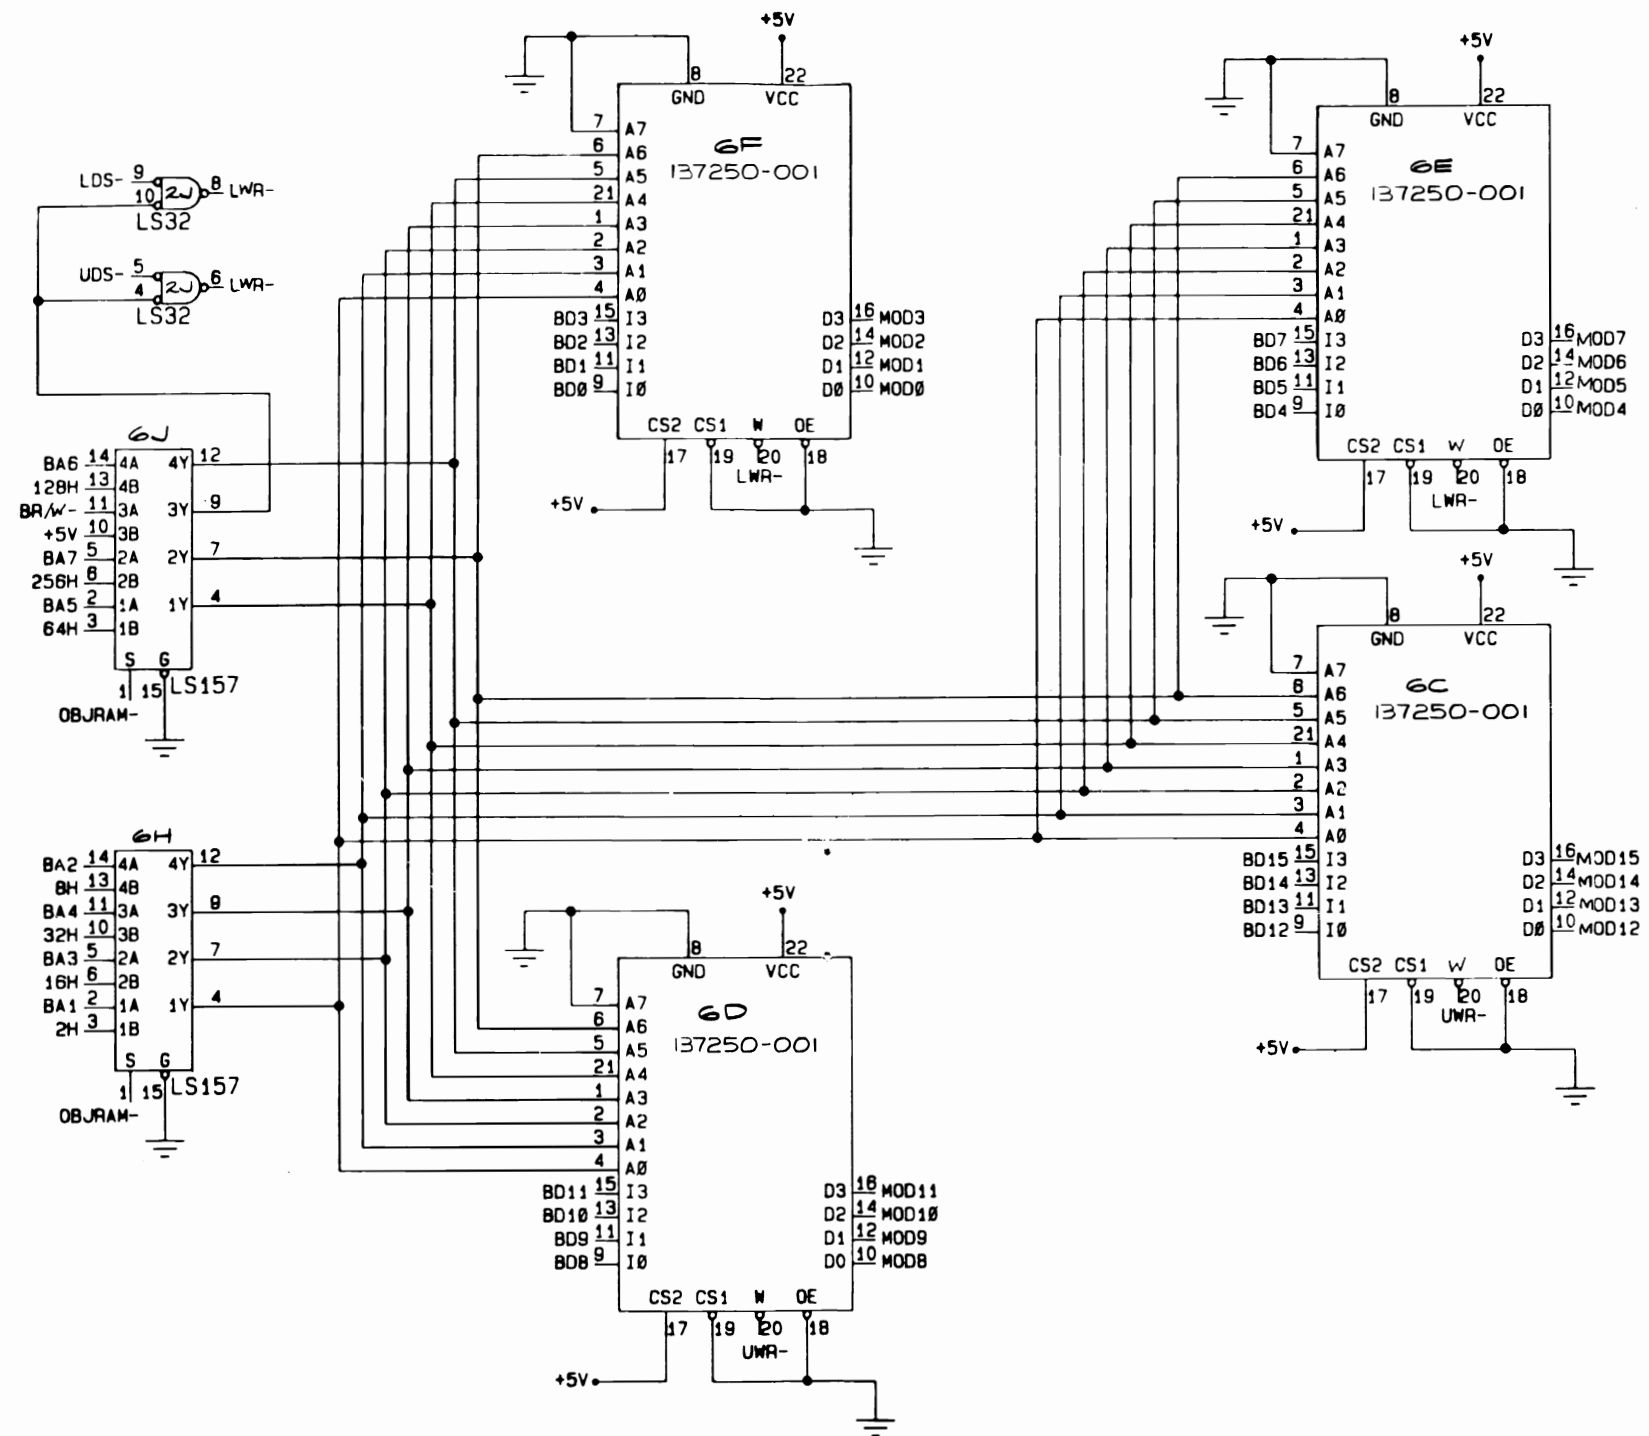 +5V
8 22
GND VCC
7 A7
6 A6
5 A5
21 A4
1 A3
2 A2
3 A1
4 AØ
6F
137250-001
BD3 15 I3 D3 16 MOD3
BD2 13 I2 D2 14 MOD2
BD1 11 I1 D1 12 MOD1
BDØ 9 IØ DØ 10 MODØ
CS2 CS1 W OE
17 19 20 18
LWR-
+5V
+5V
8 22
GND VCC
7 A7
6 A6
5 A5
21 A4
1 A3
2 A2
3 A1
4 AØ
6E
137250-001
BD7 15 I3 D3 16 MOD7
BD6 13 I2 D2 14 MOD6
BD5 11 I1 D1 12 MOD5
BD4 9 IØ DØ 10 MOD4
CS2 CS1 W OE
17 19 20 18
LWR-
+5V
LDS- 9 8 LWR-
10 2J
LS32
UDS- 5 6 LWR-
4 2J
LS32
6J
BA6 14 4A 4Y 12
128H 13 4B
BR/W- 11 3A 3Y 9
+5V 10 3B
BA7 5 2A 2Y 7
256H 6 2B
BA5 2 1A 1Y 4
64H 3 1B
S G
1 15 LS157
OBJRAM-
6H
BA2 14 4A 4Y 12
8H 13 4B
BA4 11 3A 3Y 9
32H 10 3B
BA3 5 2A 2Y 7
16H 6 2B
BA1 2 1A 1Y 4
2H 3 1B
S G
1 15 LS157
OBJRAM-
+5V
8 22
GND VCC
7 A7
6 A6
5 A5
21 A4
1 A3
2 A2
3 A1
4 AØ
6C
137250-001
BD15 15 I3 D3 16 MOD15
BD14 13 I2 D2 14 MOD14
BD13 11 I1 D1 12 MOD13
BD12 9 IØ DØ 10 MOD12
CS2 CS1 W OE
17 19 20 18
UWR-
+5V
+5V
8 22
GND VCC
7 A7
6 A6
5 A5
21 A4
1 A3
2 A2
3 A1
4 AØ
6D
137250-001
BD11 15 I3 D3 16 MOD11
BD10 13 I2 D2 14 MOD1Ø
BD9 11 I1 D1 12 MOD9
BD8 9 IØ D0 10 MOD8
CS2 CS1 W OE
17 19 20 18
UWR-
+5V